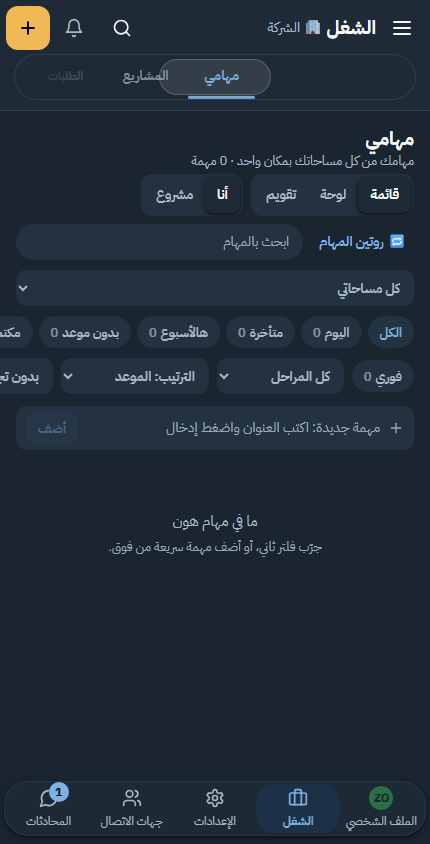 الشغل الشركة
مهامي المشاريع الطلبات
مهامي
مهامك من كل مساحاتك بمكان واحد · 0 مهمة
قائمة لوحة تقويم أنا مشروع
روتين المهام ابحث بالمهام
كل مساحاتي
الكل اليوم 0 متأخرة 0 هالأسبوع 0 بدون موعد 0
فوري 0 كل المراحل الترتيب: الموعد بدون
+ مهمة جديدة: اكتب العنوان واضغط إدخال أضف
ما في مهام هون
جرّب فلتر ثاني، أو أضف مهمة سريعة من فوق.
ZO 1
الملف الشخصي الشغل الإعدادات جهات الاتصال المحادثات